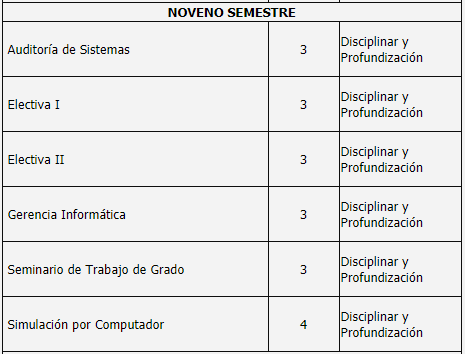 NOVENO SEMESTRE
Auditoría de Sistemas 3 Disciplinar y
Profundización
Electiva I 3 Disciplinar y
Profundización
Electiva II 3 Disciplinar y
Profundización
Gerencia Informática 3 Disciplinar y
Profundización
Seminario de Trabajo de Grado 3 Disciplinar y
Profundización
Simulación por Computador 4 Disciplinar y
Profundización